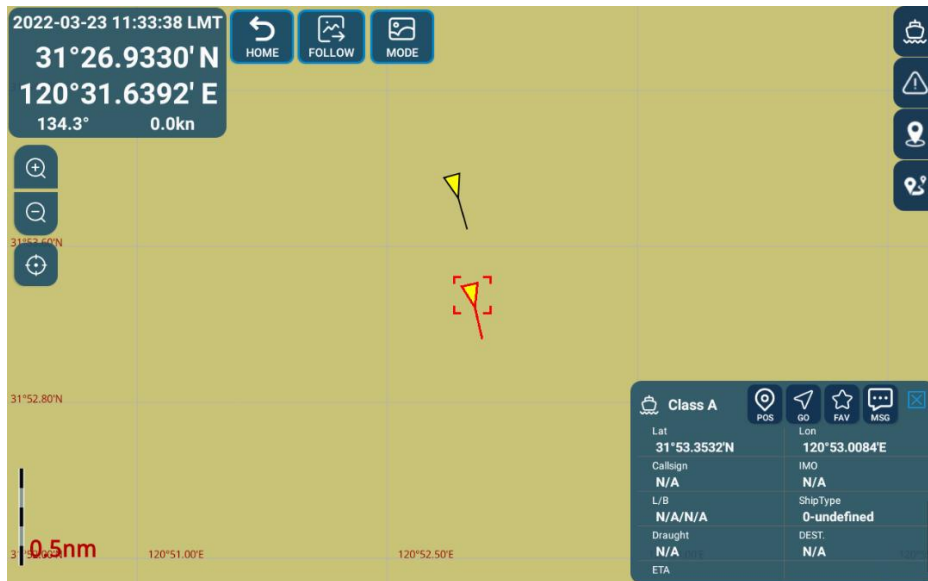 2022-03-23 11:33:38 LMT
31°26.9330' N
120°31.6392' E
134.3° 0.0kn
HOME
FOLLOW
MODE
31°53.60'N
31°52.80'N
0.5nm
120°51.00'E
120°52.50'E
Class A
POS
GO
FAV
MSG
Lat
Lon
31°53.3532'N
120°53.0084'E
Callsign
IMO
N/A
N/A
L/B
ShipType
N/A/N/A
0-undefined
Draught
DEST.
N/A
N/A
ETA